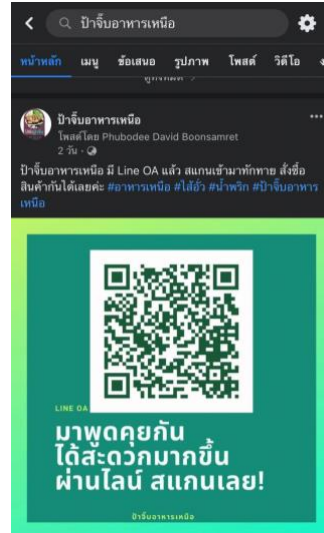 ป้าจิ๊บอาหารเหนือ
หน้าหลัก เมนู ข้อเสนอ รูปภาพ โพสต์ วิดีโอ
ป้าจิ๊บอาหารเหนือ
โพสต์โดย Phubodee David Boonsamret
2 วัน
ป้าจิ๊บอาหารเหนือ มี Line OA แล้ว สแกนเข้ามาทักทาย สั่งซื้อ
สินค้ากันได้เลยค่ะ #อาหารเหนือ #ไส้อั่ว #น้ำพริก #ป้าจิ๊บอาหาร
เหนือ
LINE OA
มาพูดคุยกัน
ได้สะดวกมากขึ้น
ผ่านไลน์ สแกนเลย!
ป้าจิ๊บอาหารเหนือ